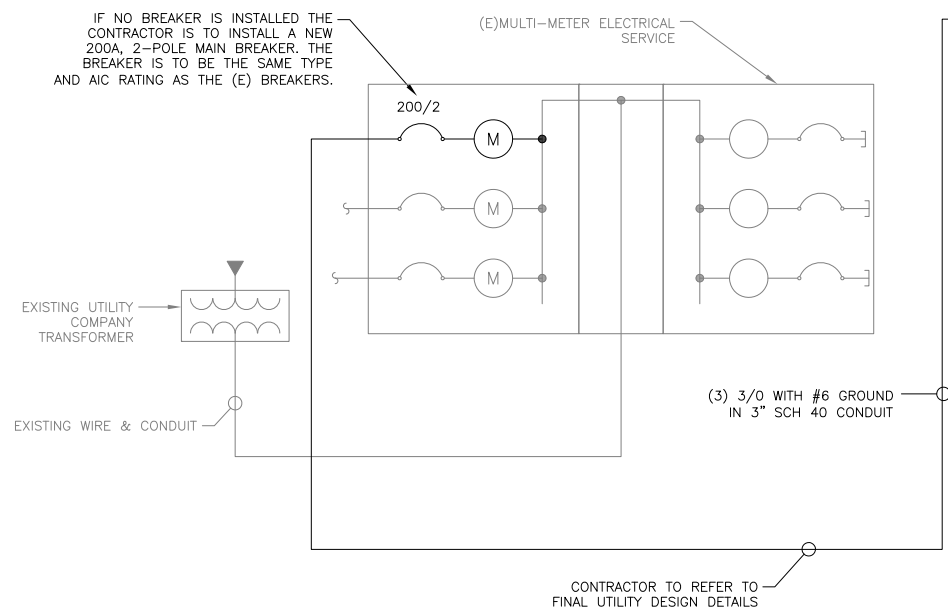 IF NO BREAKER IS INSTALLED THE
CONTRACTOR IS TO INSTALL A NEW
200A, 2-POLE MAIN BREAKER. THE
BREAKER IS TO BE THE SAME TYPE
AND AIC RATING AS THE (E) BREAKERS.
(E)MULTI-METER ELECTRICAL
SERVICE
200/2
M
M
M
EXISTING UTILITY
COMPANY
TRANSFORMER
EXISTING WIRE & CONDUIT
(3) 3/0 WITH #6 GROUND
IN 3" SCH 40 CONDUIT
CONTRACTOR TO REFER TO
FINAL UTILITY DESIGN DETAILS